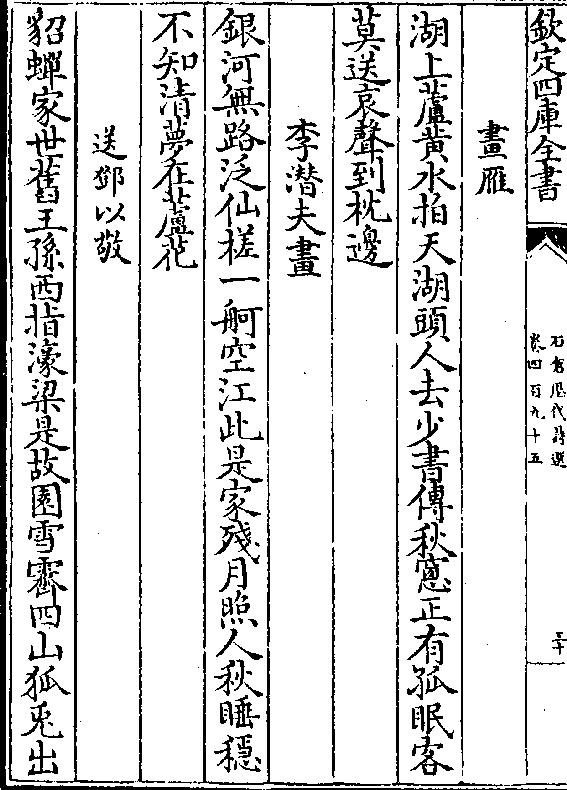 欽定四庫全書
石倉歷代詩選
卷四百九十五
三十
畫雁
湖上蘆黃水拍天湖頭人去少書傳秋窻正有孤眠客
莫送哀聲到枕邊
李潛夫畫
銀河無路泛仙槎一舸空江此是家殘月照人秋睡穩
不知清夢在蘆花
送鄧以敬
貂蟬家世舊王孫西指濠梁是故園雪霽四山狐兎出